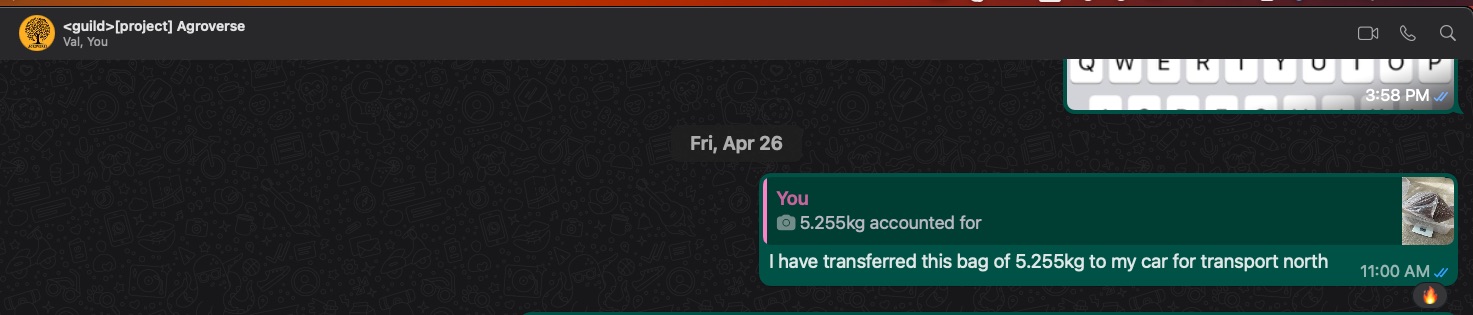 <guild>[project] Agroverse
Val, You
Q W E R T Y U I O P
3:58 PM
Fri, Apr 26
You
5.255kg accounted for
I have transferred this bag of 5.255kg to my car for transport north
11:00 AM